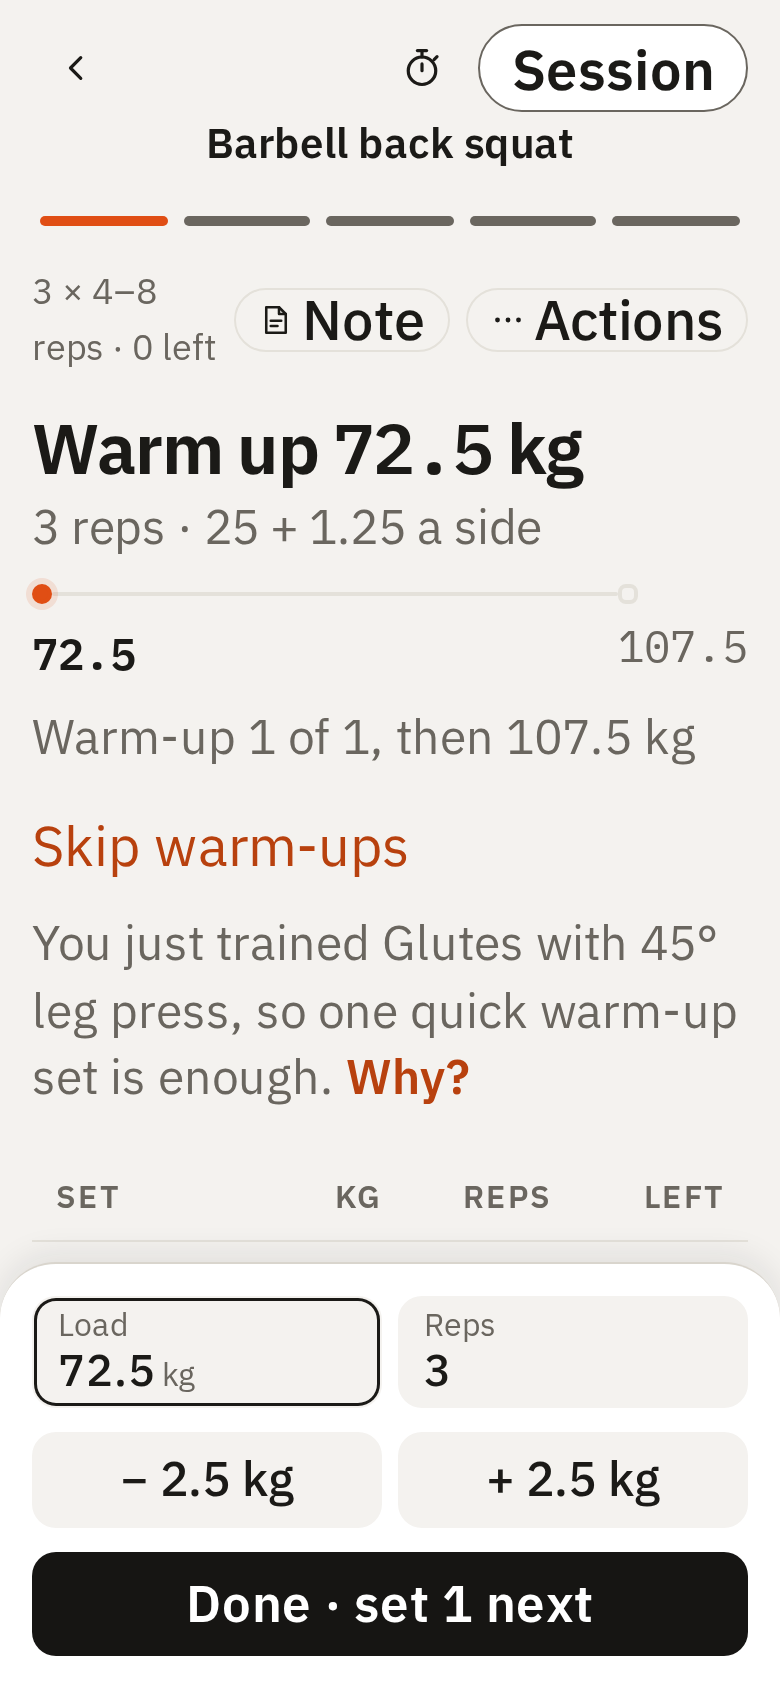 Session
Barbell back squat
3 × 4–8
reps · 0 left
Note
··· Actions
Warm up 72.5 kg
3 reps · 25 + 1.25 a side
72.5
107.5
Warm-up 1 of 1, then 107.5 kg
Skip warm-ups
You just trained Glutes with 45°
leg press, so one quick warm-up
set is enough. Why?
SET KG REPS LEFT
Load
72.5 kg
Reps
3
− 2.5 kg
+ 2.5 kg
Done · set 1 next